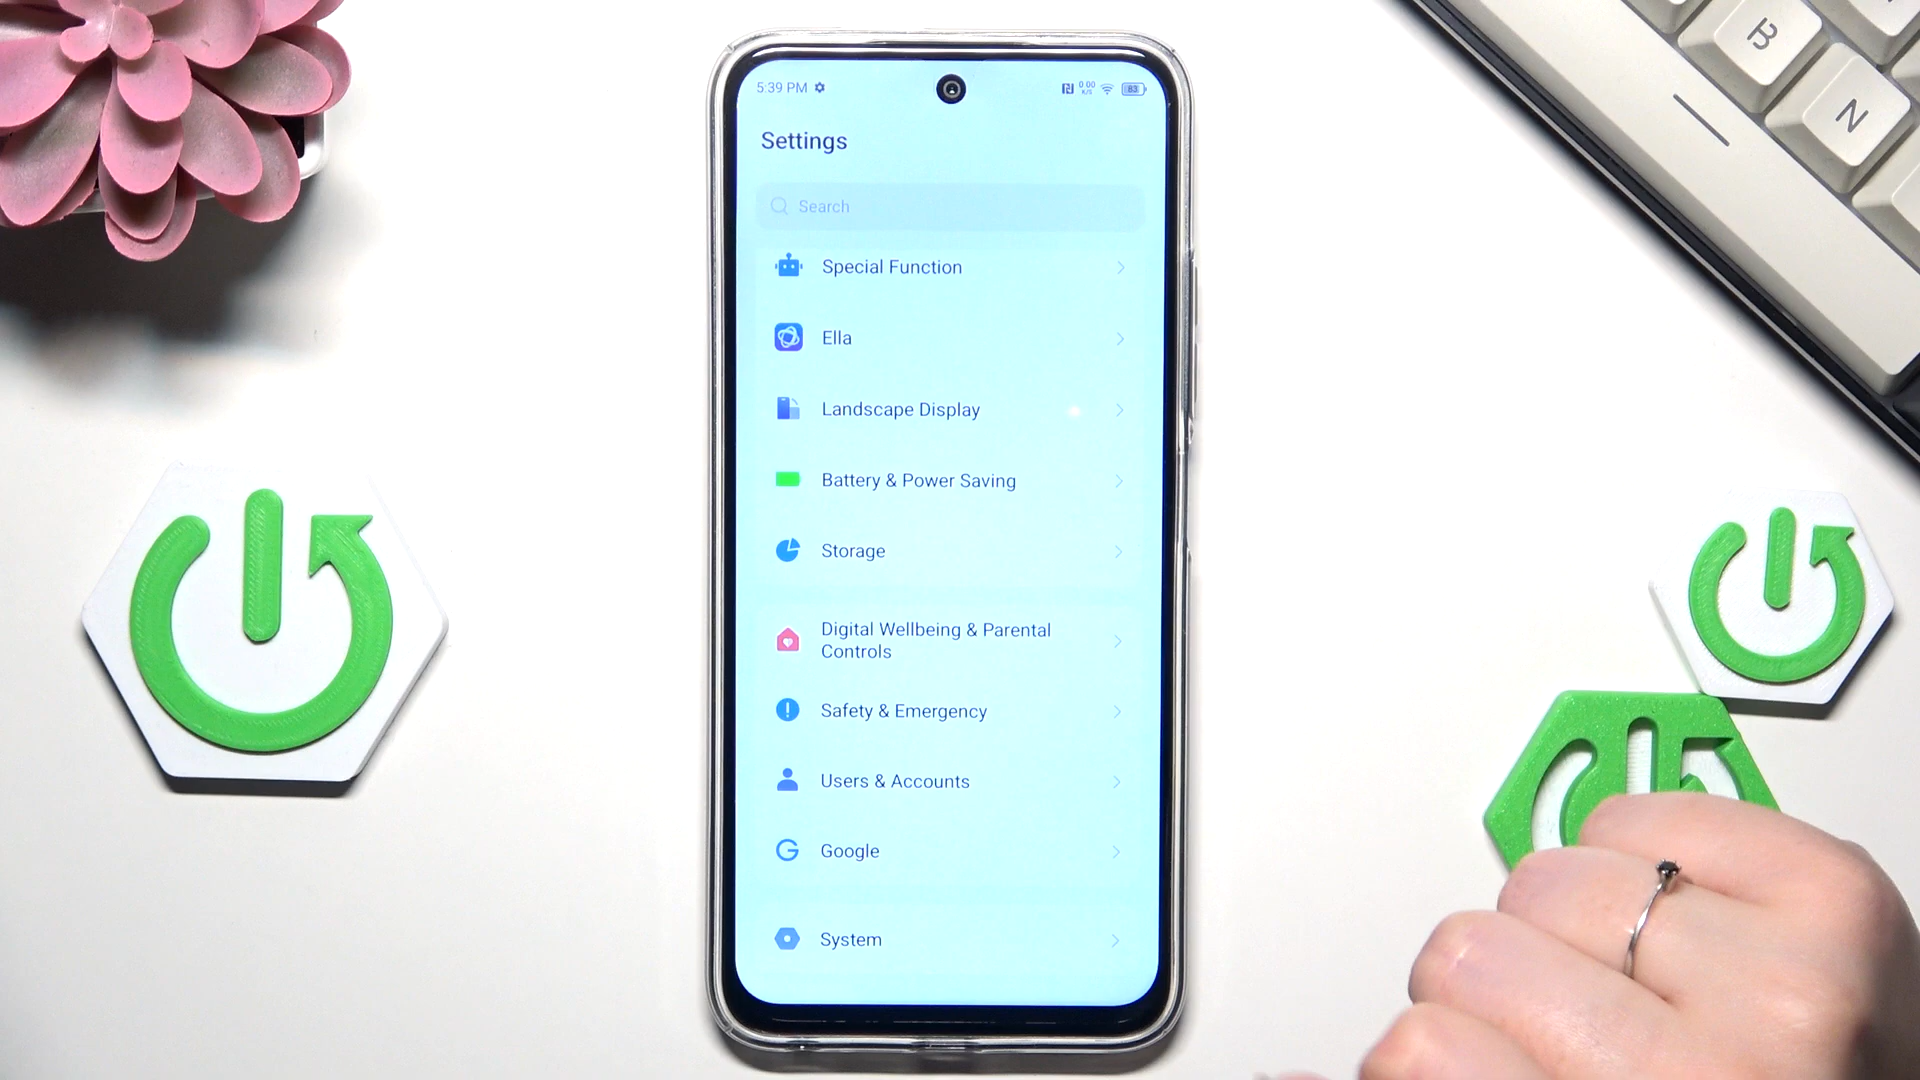 5:39 PM
0.00
K/S
83
Settings
Search
Special Function
Ella
Landscape Display
Battery & Power Saving
Storage
Digital Wellbeing & Parental
Controls
Safety & Emergency
Users & Accounts
Google
System
B
N